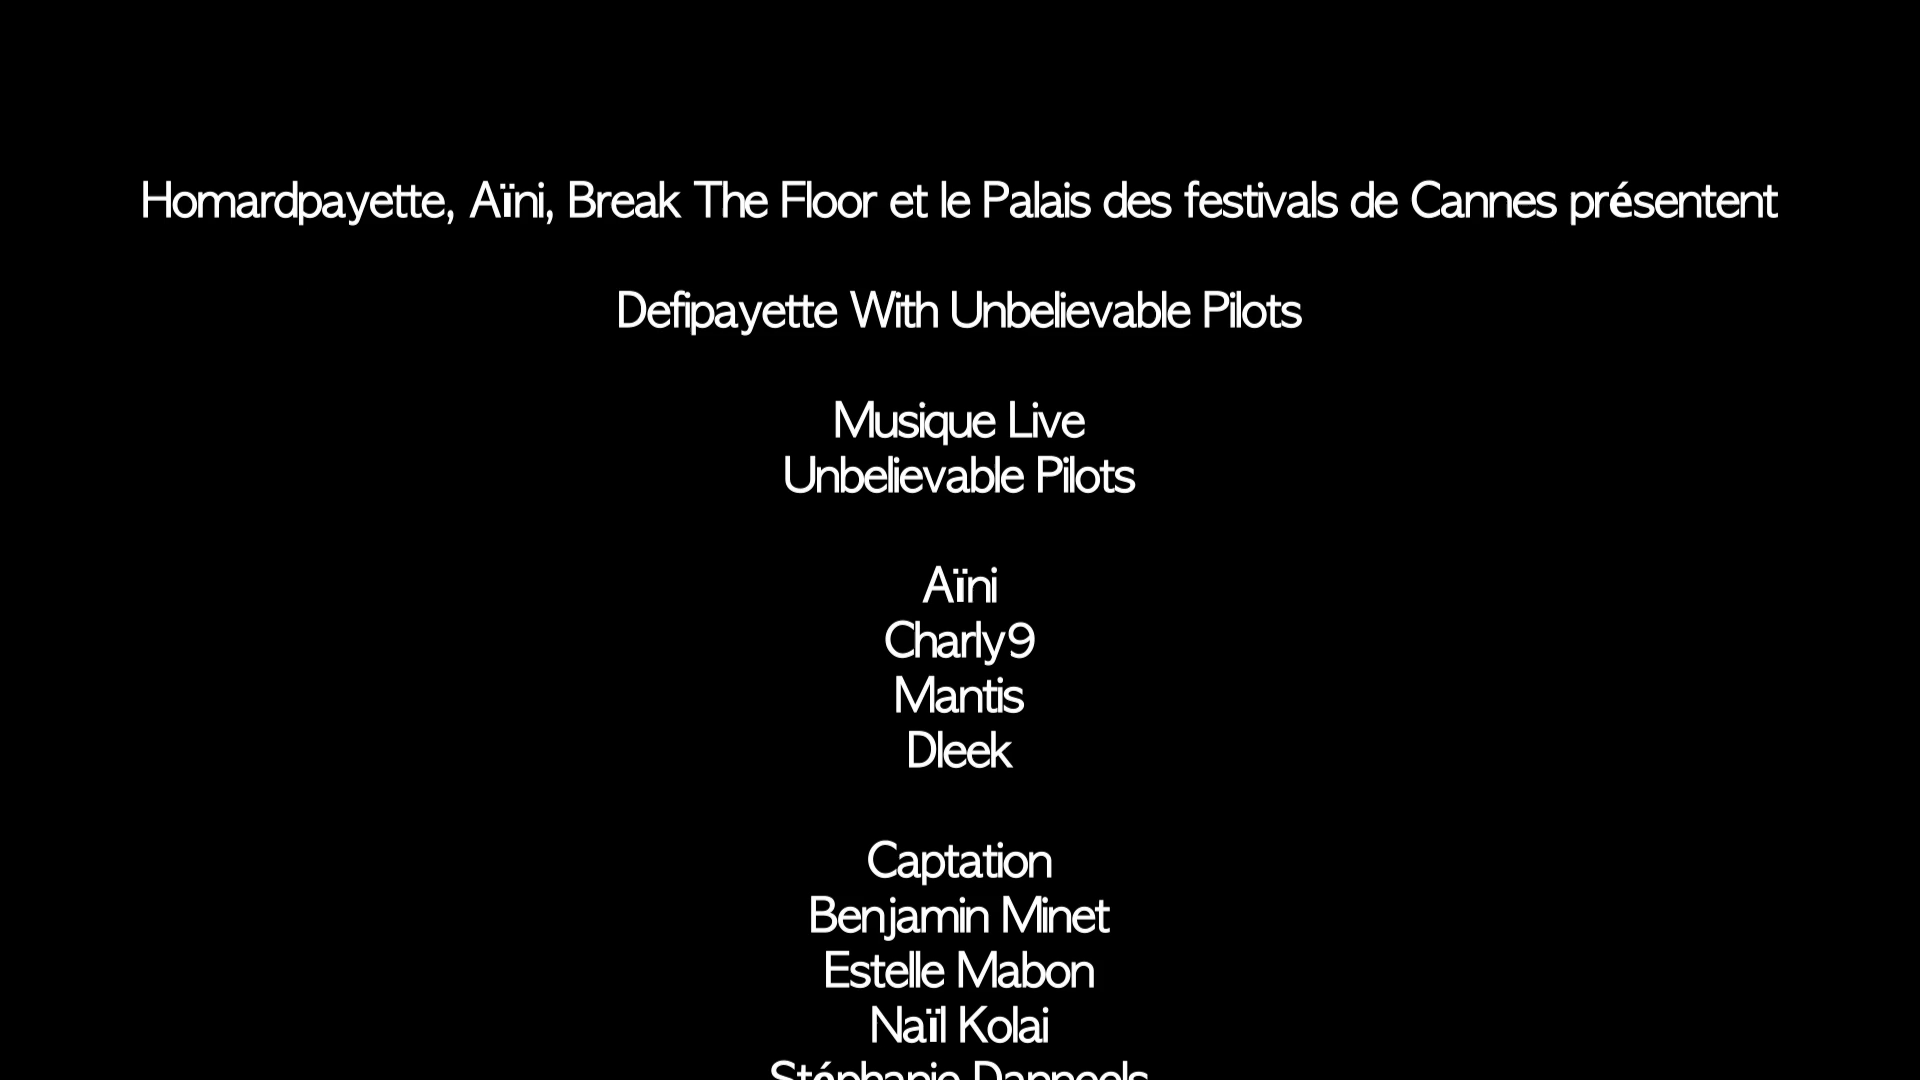 Homardpayette, Aïni, Break The Floor et le Palais des festivals de Cannes présentent
Defipayette With Unbelievable Pilots
Musique Live
Unbelievable Pilots
Aïni
Charly9
Mantis
Dleek
Captation
Benjamin Minet
Estelle Mabon
Naïl Kolai
Stéphanie